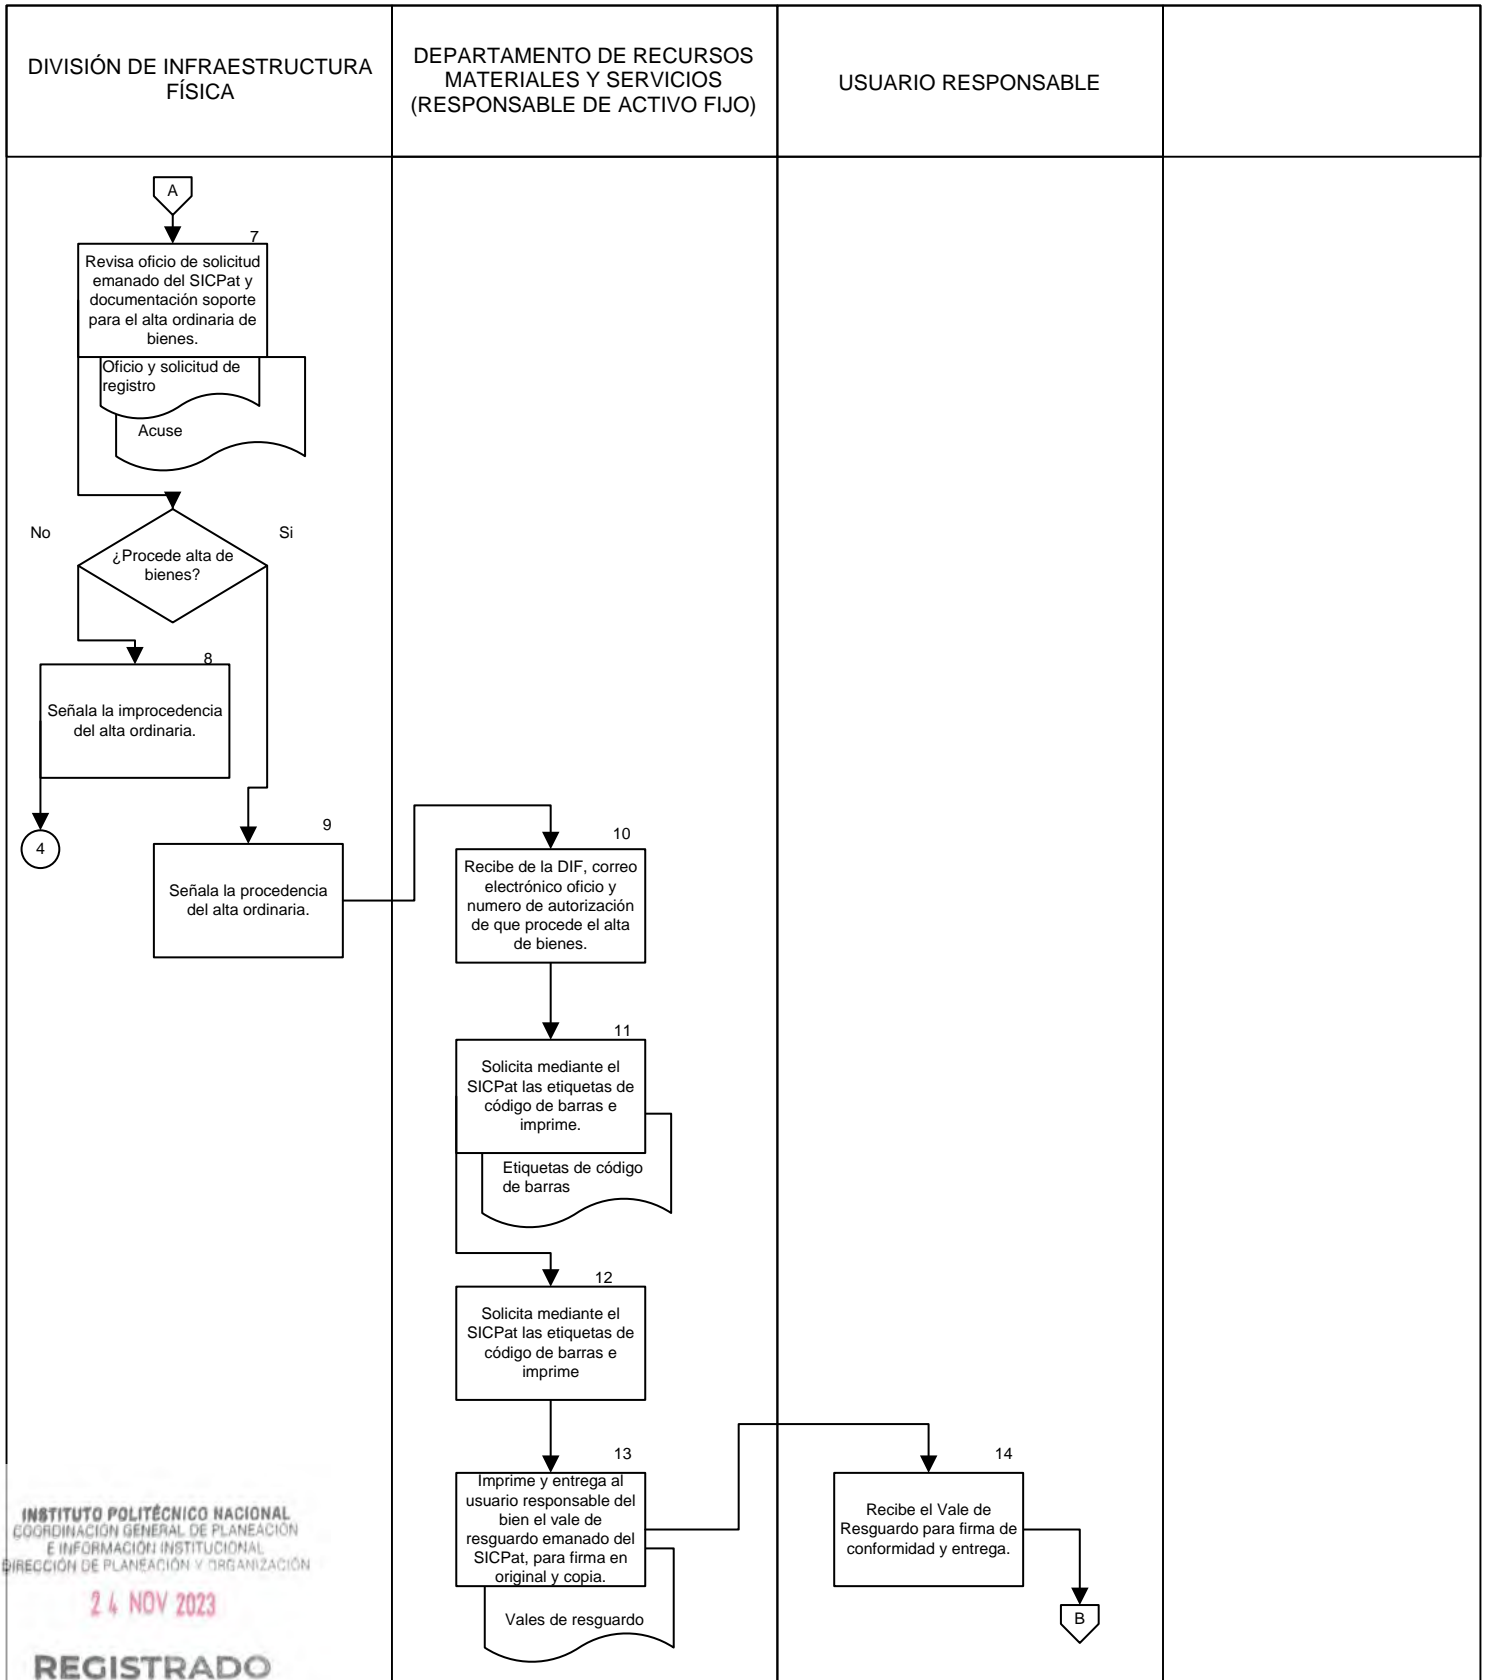 DIVISIÓN DE INFRAESTRUCTURA
FÍSICA
DEPARTAMENTO DE RECURSOS
MATERIALES Y SERVICIOS
(RESPONSABLE DE ACTIVO FIJO)
USUARIO RESPONSABLE
A
7
Revisa oficio de solicitud
emanado del SICPat y
documentación soporte
para el alta ordinaria de
bienes.
Oficio y solicitud de
registro
Acuse
No
Si
¿Procede alta de
bienes?
8
Señala la improcedencia
del alta ordinaria.
4
9
Señala la procedencia
del alta ordinaria.
10
Recibe de la DIF, correo
electrónico oficio y
numero de autorización
de que procede el alta
de bienes.
11
Solicita mediante el
SICPat las etiquetas de
código de barras e
imprime.
Etiquetas de código
de barras
12
Solicita mediante el
SICPat las etiquetas de
código de barras e
imprime
13
Imprime y entrega al
usuario responsable del
bien el vale de
resguardo emanado del
SICPat, para firma en
original y copia.
Vales de resguardo
14
Recibe el Vale de
Resguardo para firma de
conformidad y entrega.
B
INSTITUTO POLITÉCNICO NACIONAL
COORDINACIÓN GENERAL DE PLANEACIÓN
E INFORMACIÓN INSTITUCIONAL
DIRECCIÓN DE PLANEACIÓN Y ORGANIZACIÓN
24 NOV 2023
REGISTRADO